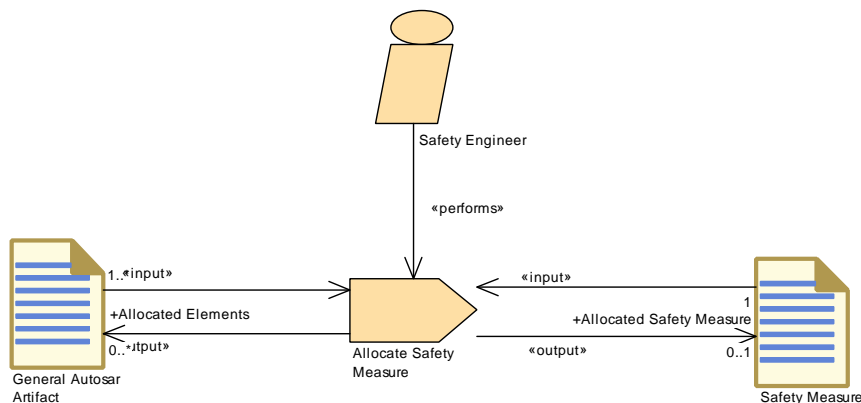 Safety Engineer
«performs»
1..*
«input»
«input»
1
+Allocated Elements
+Allocated Safety Measure
0..*
«output»
0..1
Allocate Safety
Measure
General Autosar
Artifact
Safety Measure